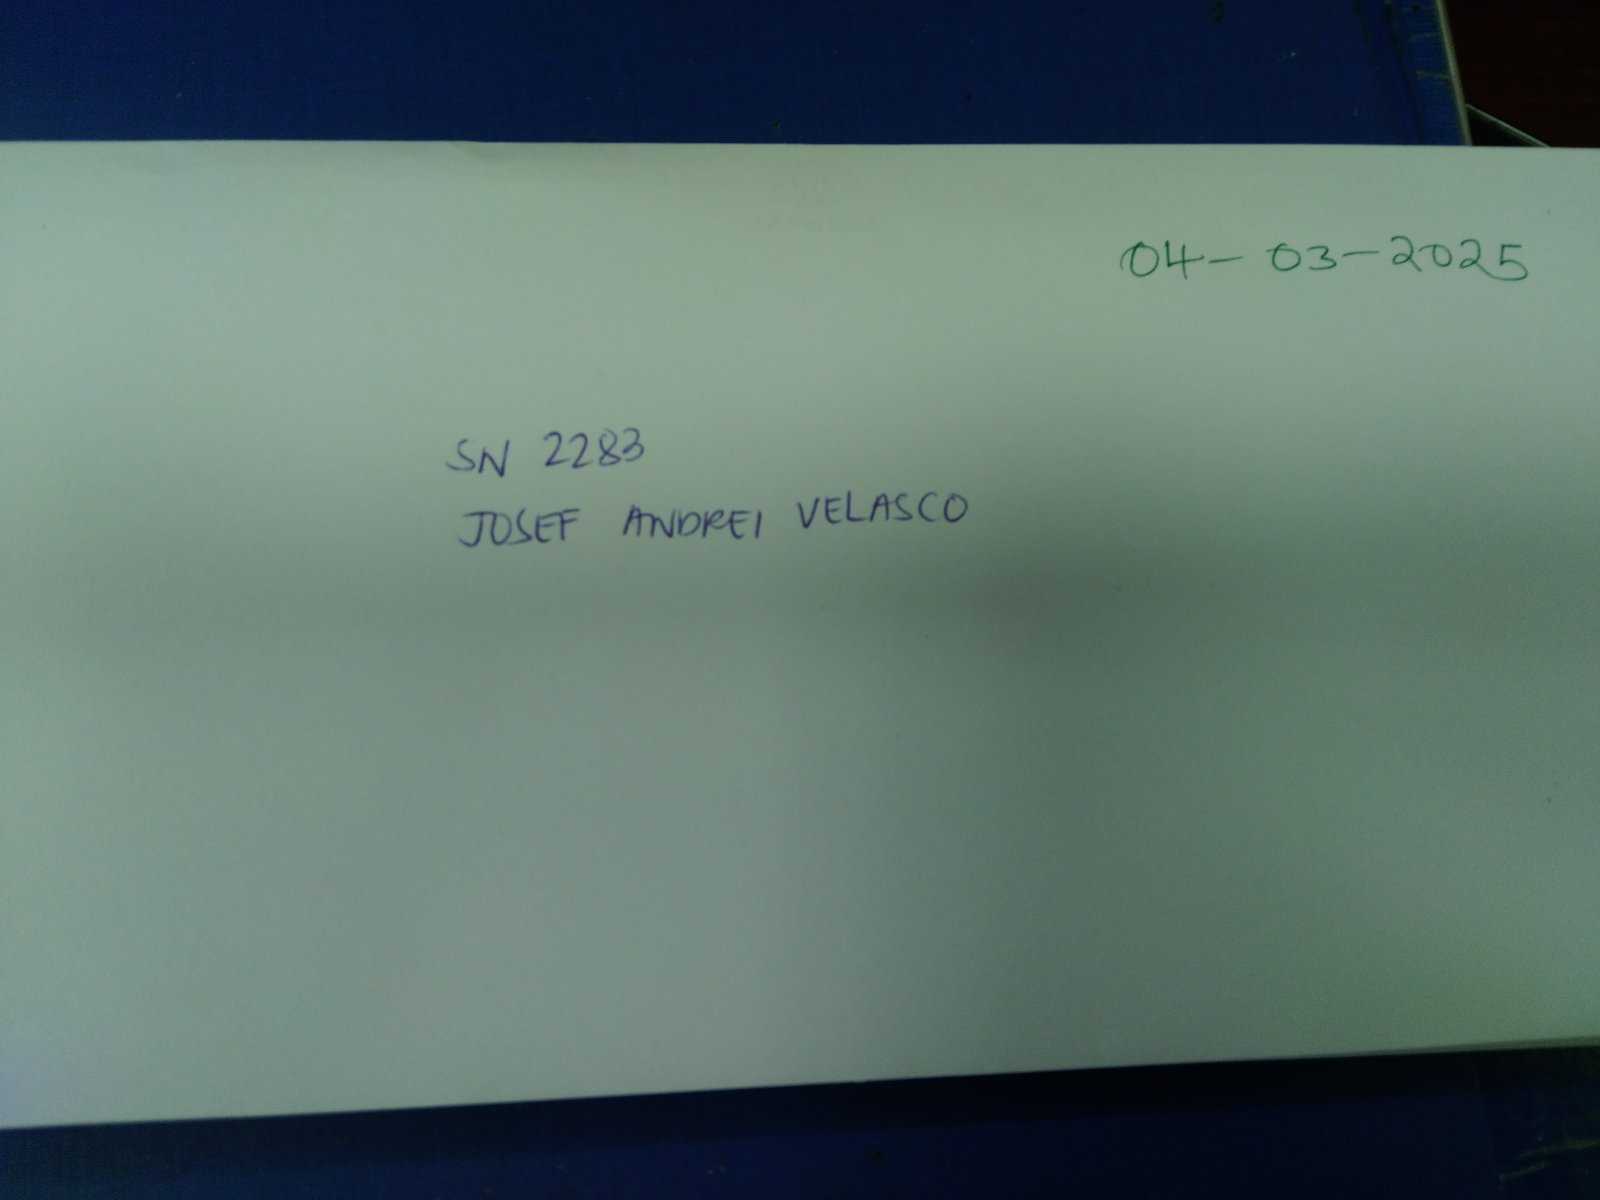 04-03-2025
SN 2283
JOSEF ANDREI VELASCO